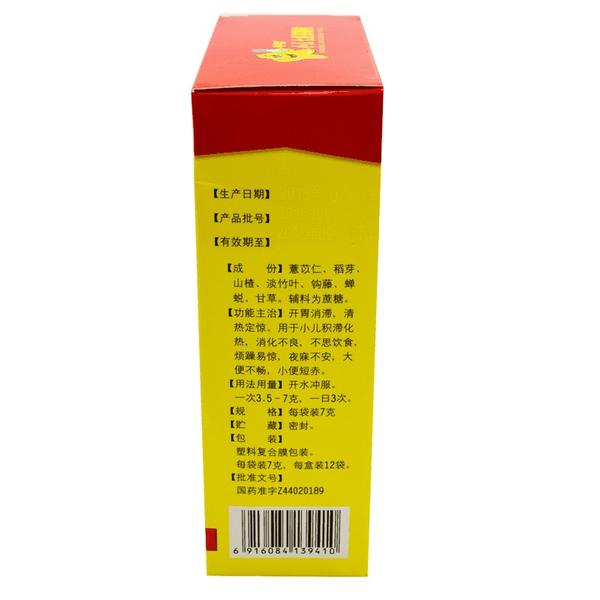 【生产日期】
【产品批号】
【有效期至】
【成　份】薏苡仁、稻芽、
山楂、淡竹叶、钩藤、蝉
蜕、甘草。辅料为蔗糖。
【功能主治】开胃消滞，清
热定惊。用于小儿积滞化
热，消化不良，不思饮食，
烦躁易惊，夜寐不安，大
便不畅，小便短赤。
【用法用量】开水冲服。
一次3.5-7克，一日3次。
【规　格】每袋装7克
【贮　藏】密封。
【包　装】
塑料复合膜包装。
每袋装7克，每盒装12袋。
【批准文号】
国药准字Z44020189
6 916084 139410